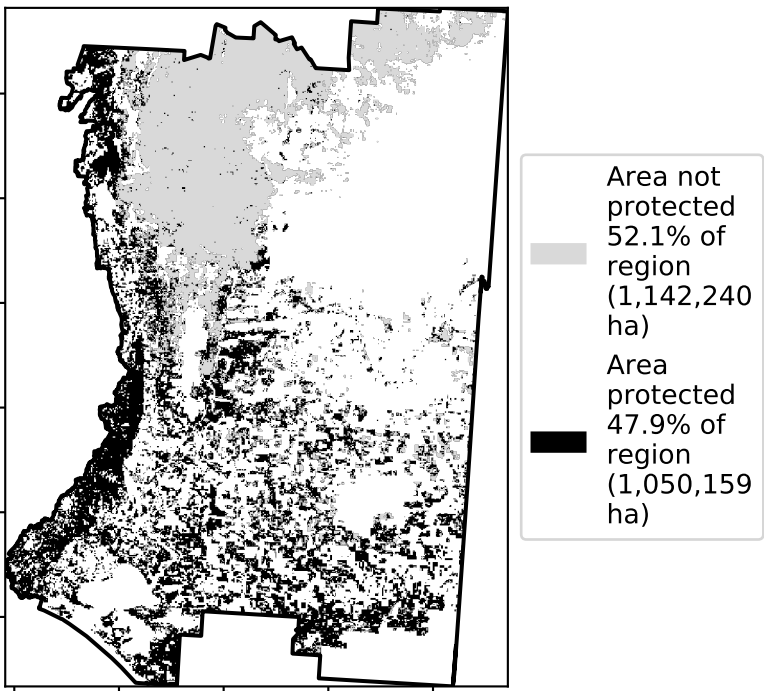 Area not
protected
52.1% of
region
(1,142,240
ha)
Area
protected
47.9% of
region
(1,050,159
ha)